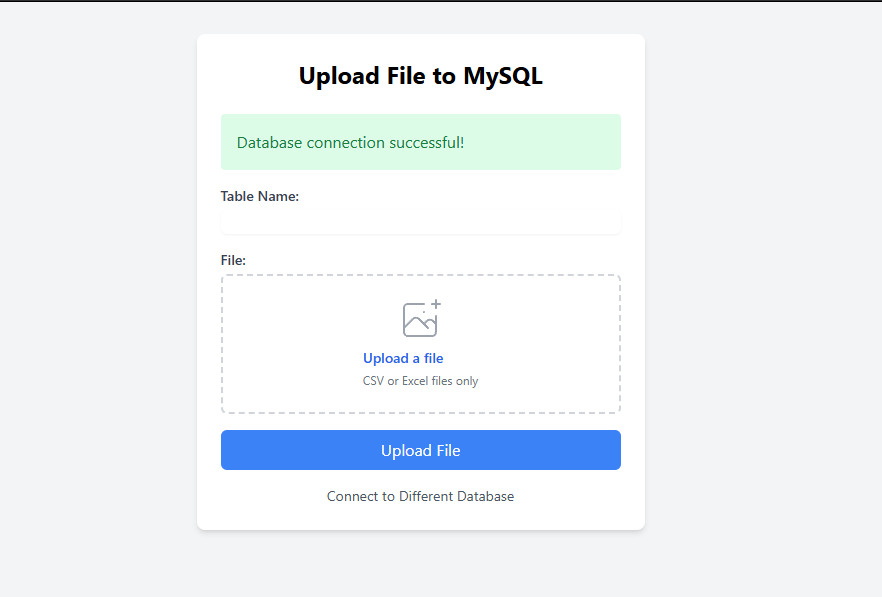 Upload File to MySQL
Database connection successful!
Table Name:
File:
Upload a file
CSV or Excel files only
Upload File
Connect to Different Database